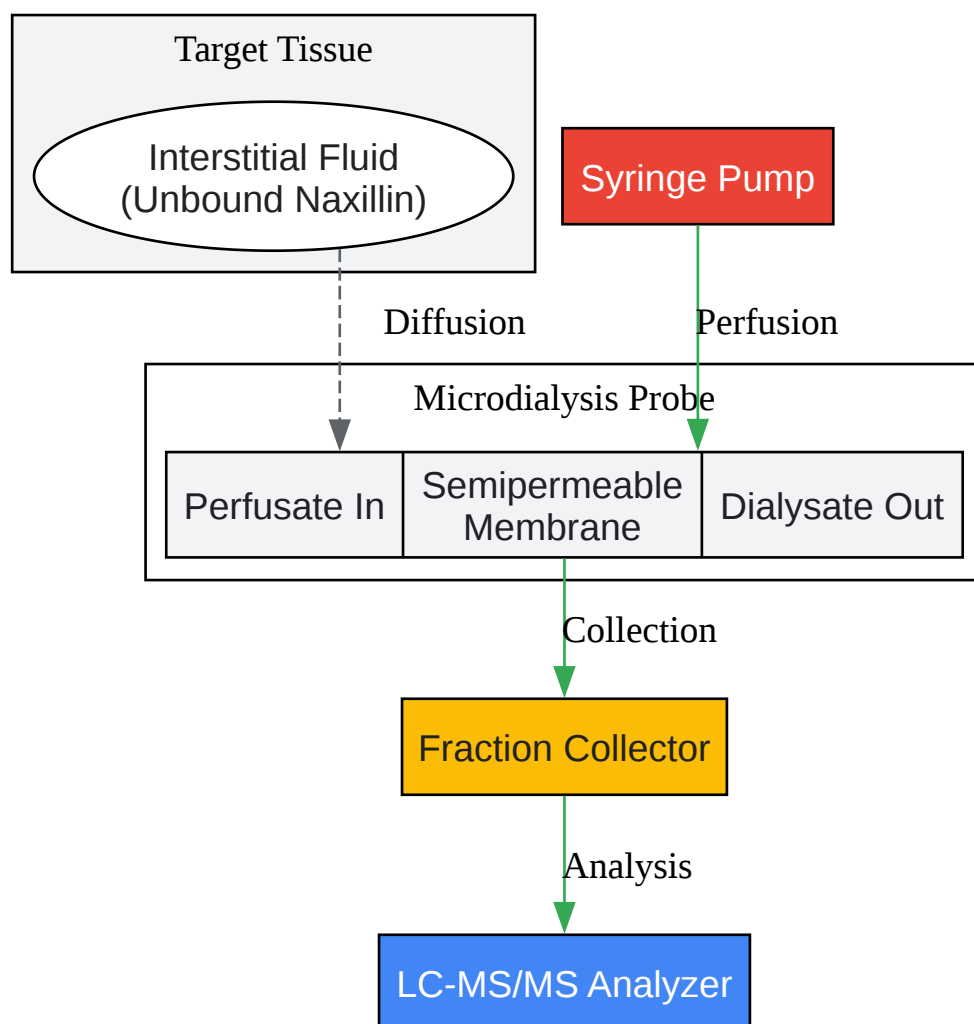 Target Tissue
Interstitial Fluid
(Unbound Naxillin)
Syringe Pump
Diffusion
Perfusion
Microdialysis Probe
Perfusate In
Semipermeable
Membrane
Dialysate Out
Collection
Fraction Collector
Analysis
LC-MS/MS Analyzer